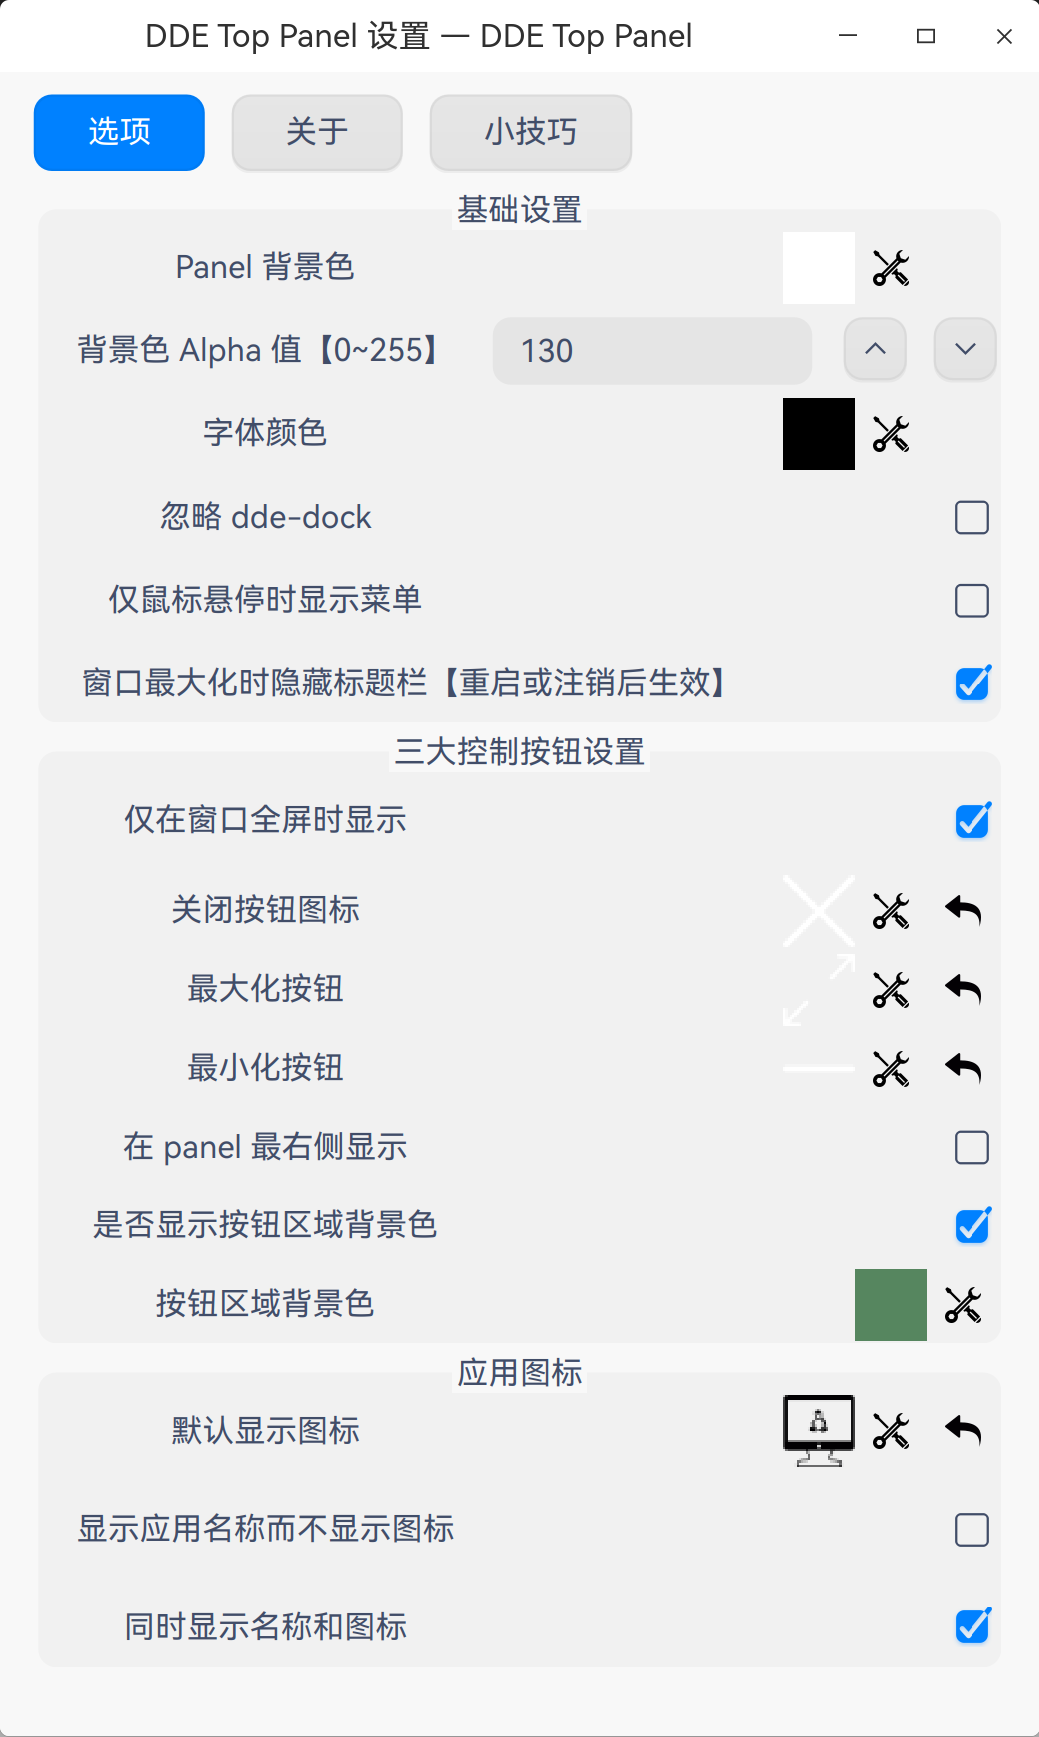 DDE Top Panel 设置 — DDE Top Panel
选项 关于 小技巧
基础设置
Panel 背景色
背景色 Alpha 值【0~255】 130
字体颜色
忽略 dde-dock
仅鼠标悬停时显示菜单
窗口最大化时隐藏标题栏【重启或注销后生效】
三大控制按钮设置
仅在窗口全屏时显示
关闭按钮图标
最大化按钮
最小化按钮
在 panel 最右侧显示
是否显示按钮区域背景色
按钮区域背景色
应用图标
默认显示图标
显示应用名称而不显示图标
同时显示名称和图标